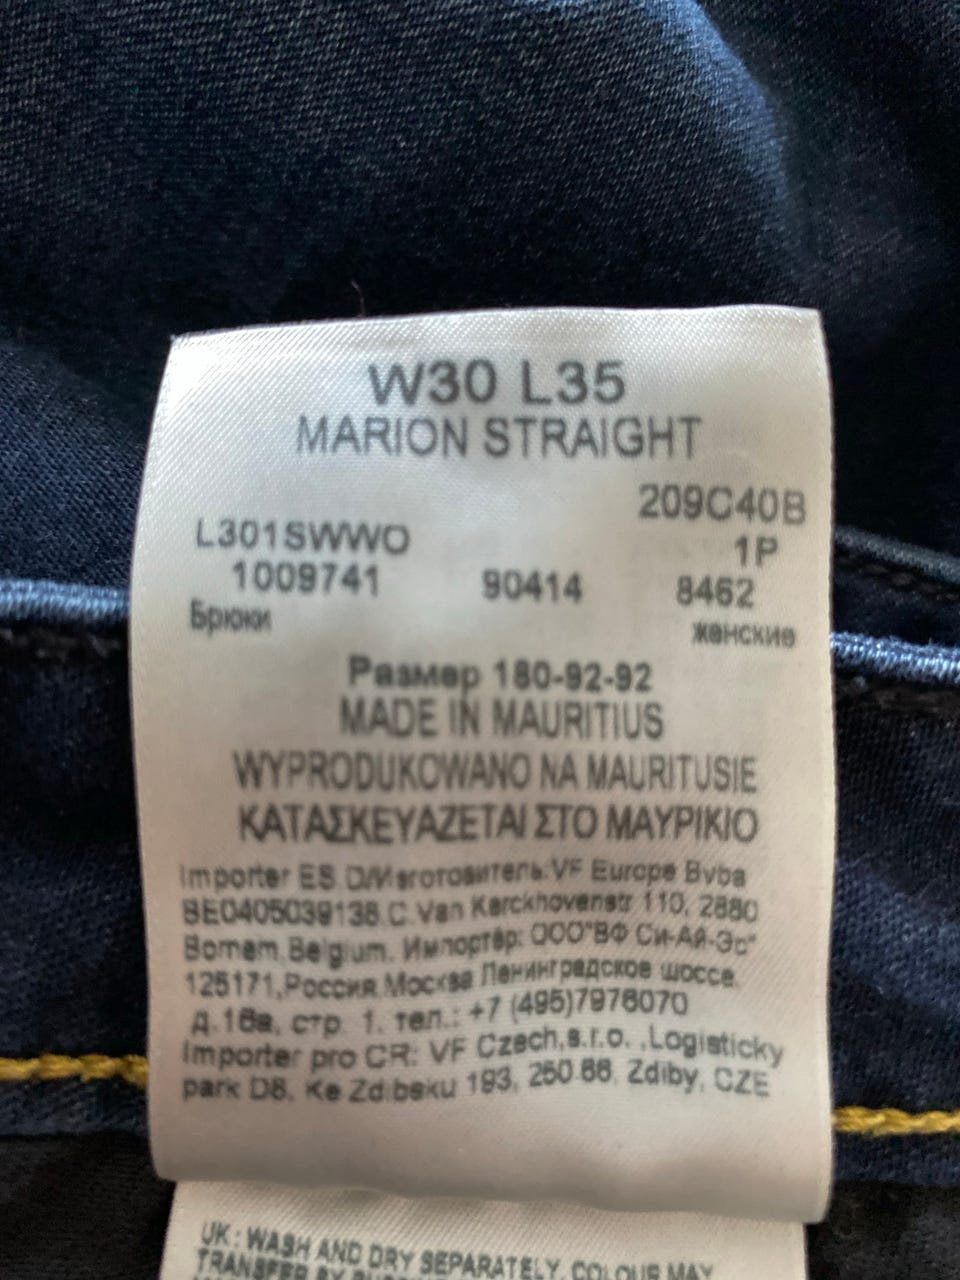 W30 L35
MARION STRAIGHT
209C40B
L301SWWO 1P
1009741 90414 8462
Брюки женские
Размер 180-92-92
MADE IN MAURITIUS
WYPRODUKOWANO NA MAURITUSIE
ΚΑΤΑΣΚΕΥΑΖΕΤΑΙ ΣΤΟ ΜΑΥΡΙΚΙΟ
Importer ES.D/Изготовитель:VF Europe Bvba
BE0405039138.C.Van Kerckhovenstr 110, 2880
Bornem.Belgium. Импортёр: ООО"ВФ Си-Ай-Эс"
125171,Россия.Москва Ленинградское шоссе.
д.16а, стр. 1. тел.: +7 (495)7976070
Importer pro CR: VF Czech,s.r.o. ,Logisticky
park D8, Ke Zdibsku 193, 250 66, Zdiby, CZE
UK: WASH AND DRY SEPARATELY, COLOUR MAY
TRANSFER BY